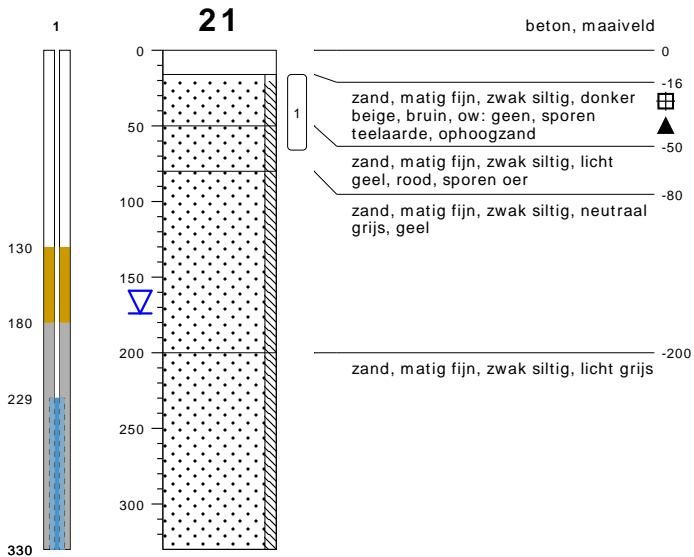 1
21
beton, maaiveld
0
0
-16
zand, matig fijn, zwak siltig, donker
beige, bruin, ow: geen, sporen
teelaarde, ophoogzand
1
50
-50
zand, matig fijn, zwak siltig, licht
geel, rood, sporen oer
-80
100
zand, matig fijn, zwak siltig, neutraal
grijs, geel
130
150
180
200
-200
zand, matig fijn, zwak siltig, licht grijs
229
250
300
330